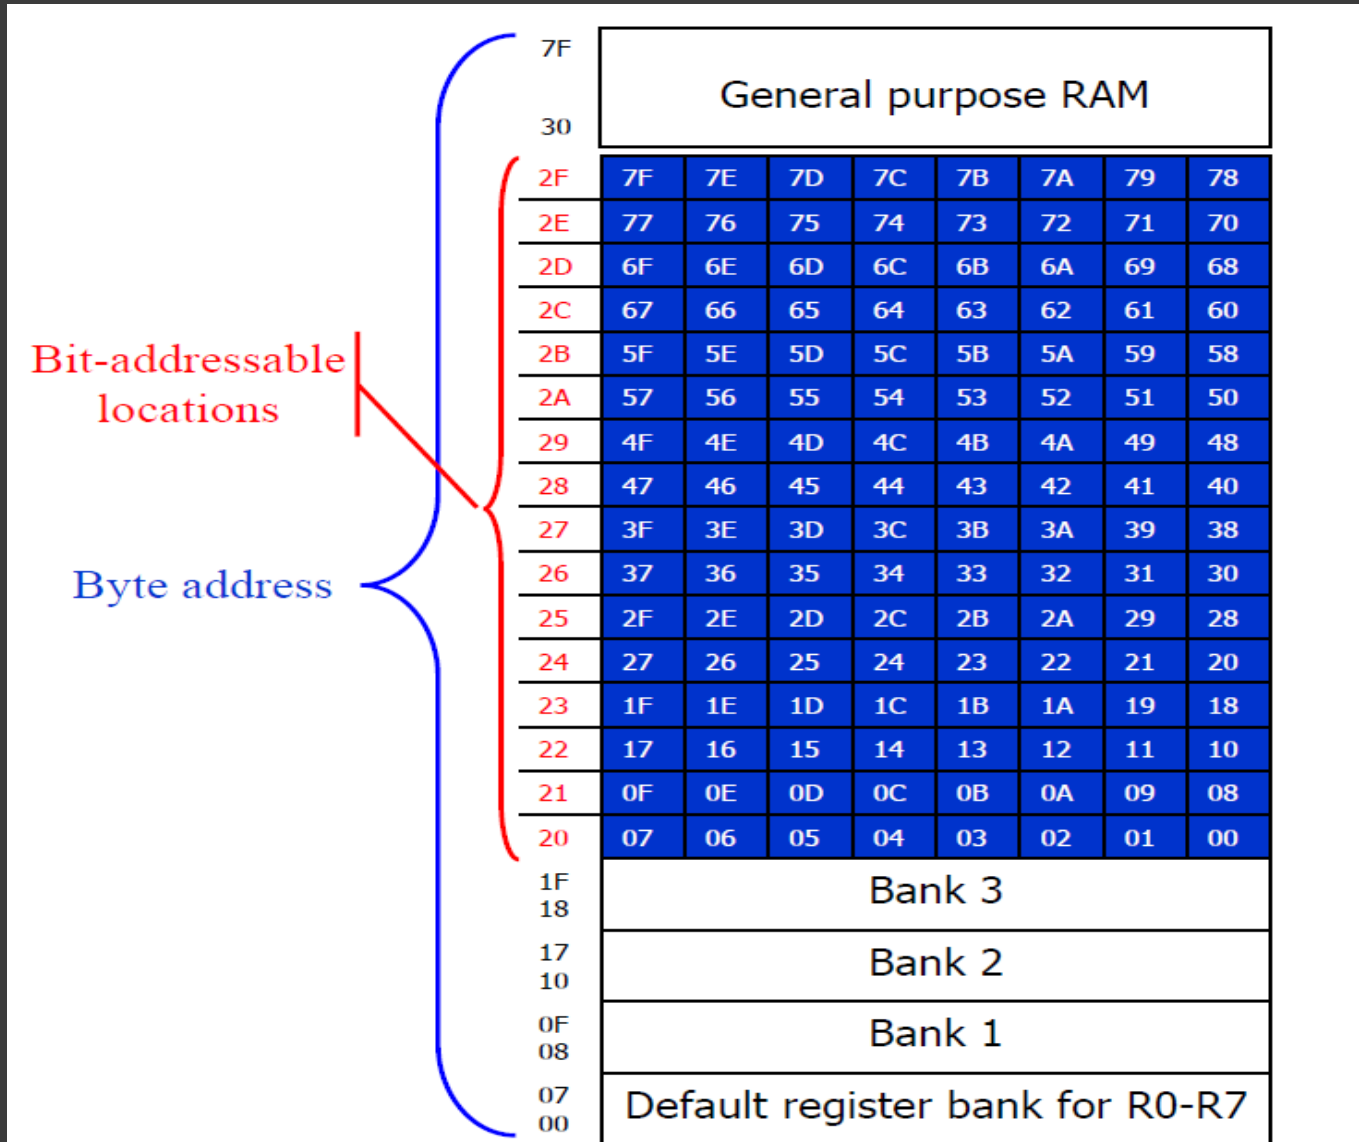 7F
General purpose RAM
30
2F 7F 7E 7D 7C 7B 7A 79 78
2E 77 76 75 74 73 72 71 70
2D 6F 6E 6D 6C 6B 6A 69 68
2C 67 66 65 64 63 62 61 60
Bit-addressable
locations
2B 5F 5E 5D 5C 5B 5A 59 58
2A 57 56 55 54 53 52 51 50
29 4F 4E 4D 4C 4B 4A 49 48
28 47 46 45 44 43 42 41 40
27 3F 3E 3D 3C 3B 3A 39 38
Byte address
26 37 36 35 34 33 32 31 30
25 2F 2E 2D 2C 2B 2A 29 28
24 27 26 25 24 23 22 21 20
23 1F 1E 1D 1C 1B 1A 19 18
22 17 16 15 14 13 12 11 10
21 0F 0E 0D 0C 0B 0A 09 08
20 07 06 05 04 03 02 01 00
1F
Bank 3
18
17
Bank 2
10
0F
Bank 1
08
07
Default register bank for R0-R7
00